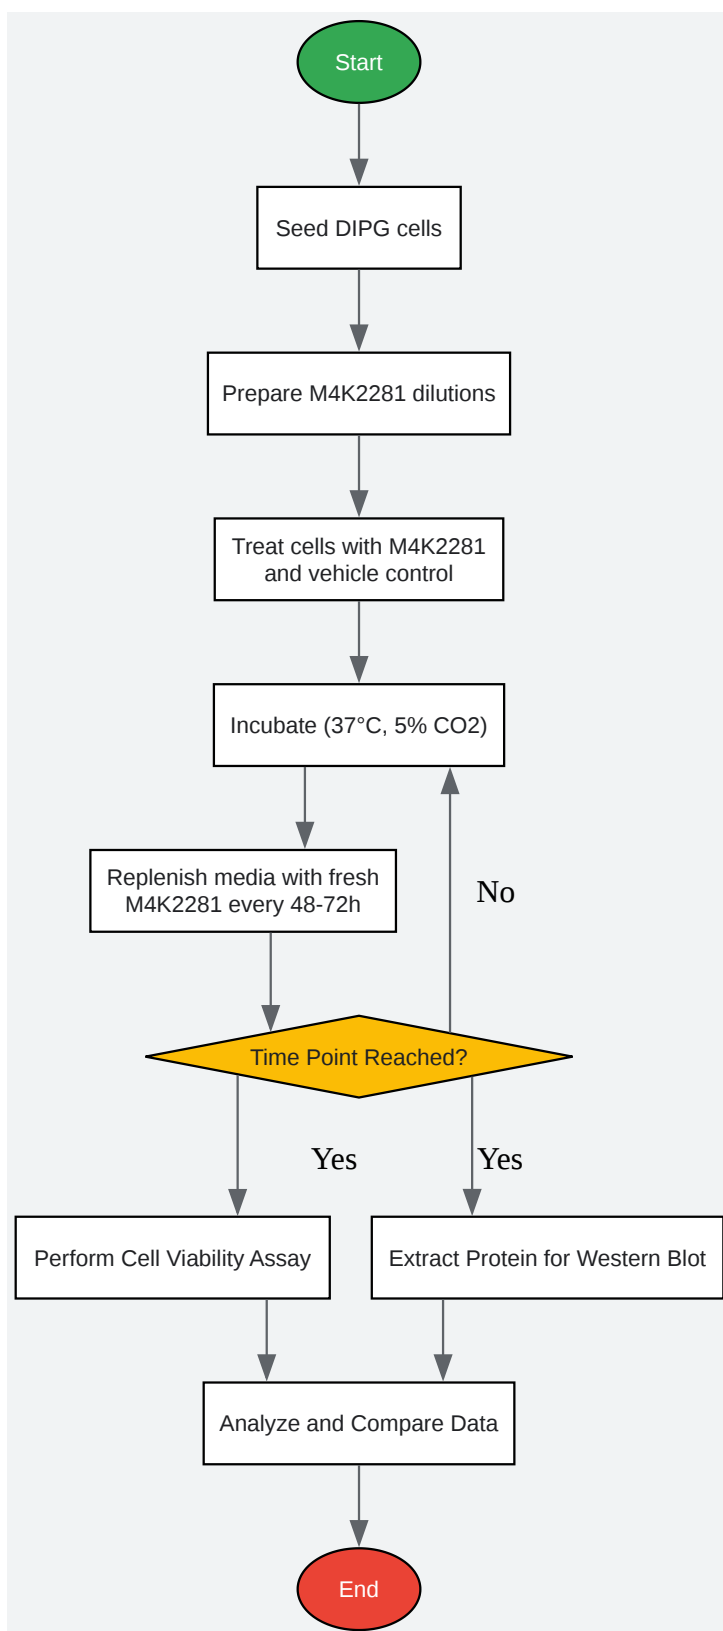 Start
Seed DIPG cells
Prepare M4K2281 dilutions
Treat cells with M4K2281
and vehicle control
Incubate (37°C, 5% CO2)
Replenish media with fresh
M4K2281 every 48-72h
No
Time Point Reached?
Yes
Yes
Perform Cell Viability Assay
Extract Protein for Western Blot
Analyze and Compare Data
End